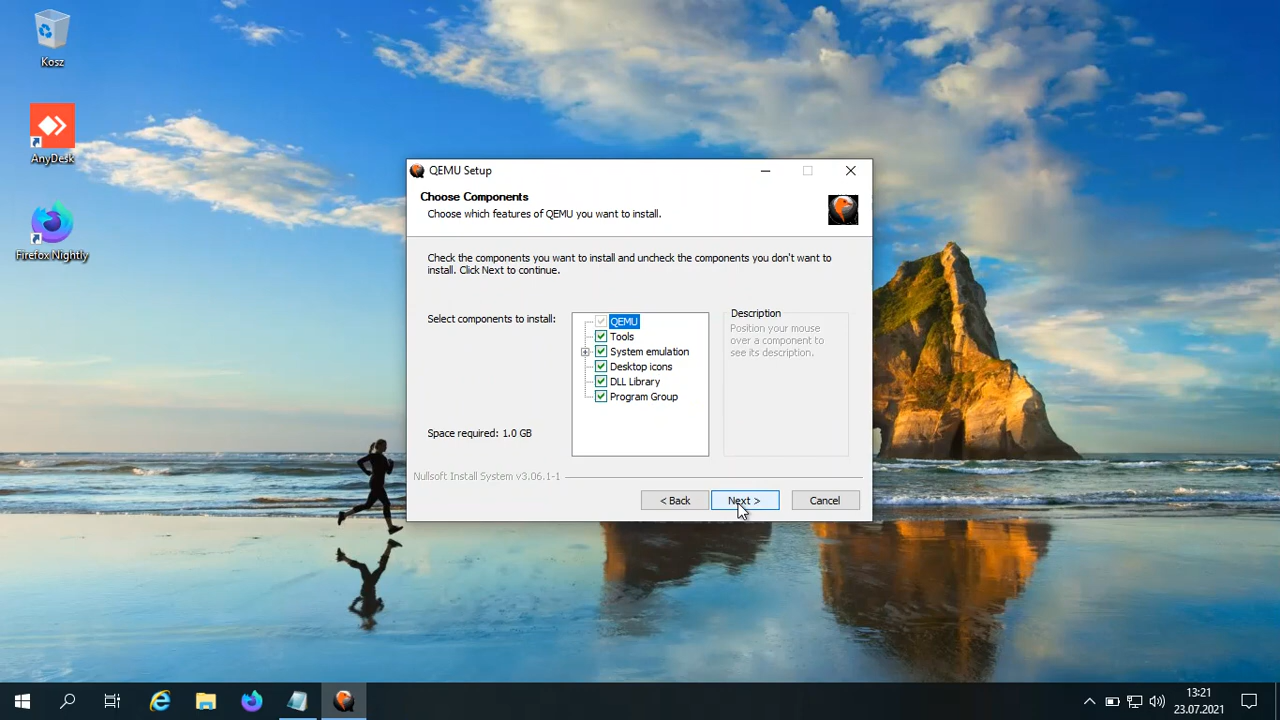 Kosz
AnyDesk
Firefox Nightly
QEMU Setup
Choose Components
Choose which features of QEMU you want to install.
Check the components you want to install and uncheck the components you don't want to
install. Click Next to continue.
Select components to install:
QEMU
Tools
System emulation
Desktop icons
DLL Library
Program Group
Description
Position your mouse
over a component to
see its description.
Space required: 1.0 GB
Nullsoft Install System v3.06.1-1
< Back
Next >
Cancel
13:21
23.07.2021